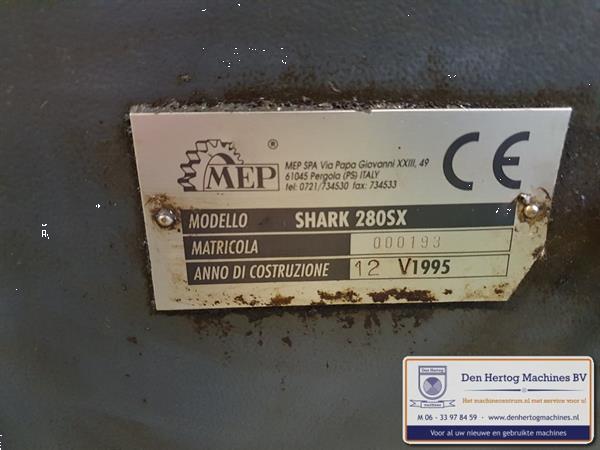 MEP ®
MEP SPA Via Papa Giovanni XXIII, 49
61045 Pergola (PS) ITALY
tel: 0721/734530 fax: 734533
CE
MODELLO SHARK 280SX
MATRICOLA 000193
ANNO DI COSTRUZIONE 12 V1995
Den Hertog Machines BV
Het machinecentrum.nl met service voor u!
M 06 - 33 97 84 59 - www.denhertogmachines.nl
Voor al uw nieuwe en gebruikte machines